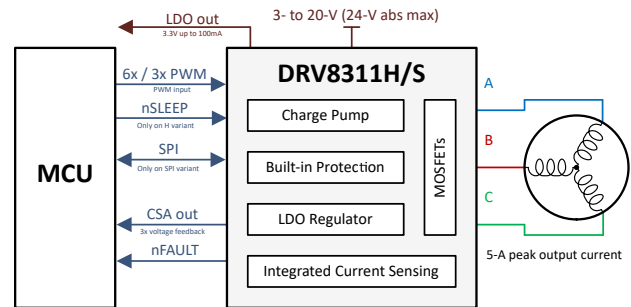 LDO out
3.3V up to 100mA
3- to 20-V (24-V abs max)
MCU
6x / 3x PWM
PWM input
nSLEEP
Only on H variant
SPI
Only on SPI variant
CSA out
3x voltage feedback
nFAULT
DRV8311H/S
Charge Pump
Built-in Protection
LDO Regulator
Integrated Current Sensing
MOSFETs
A
B
C
5-A peak output current